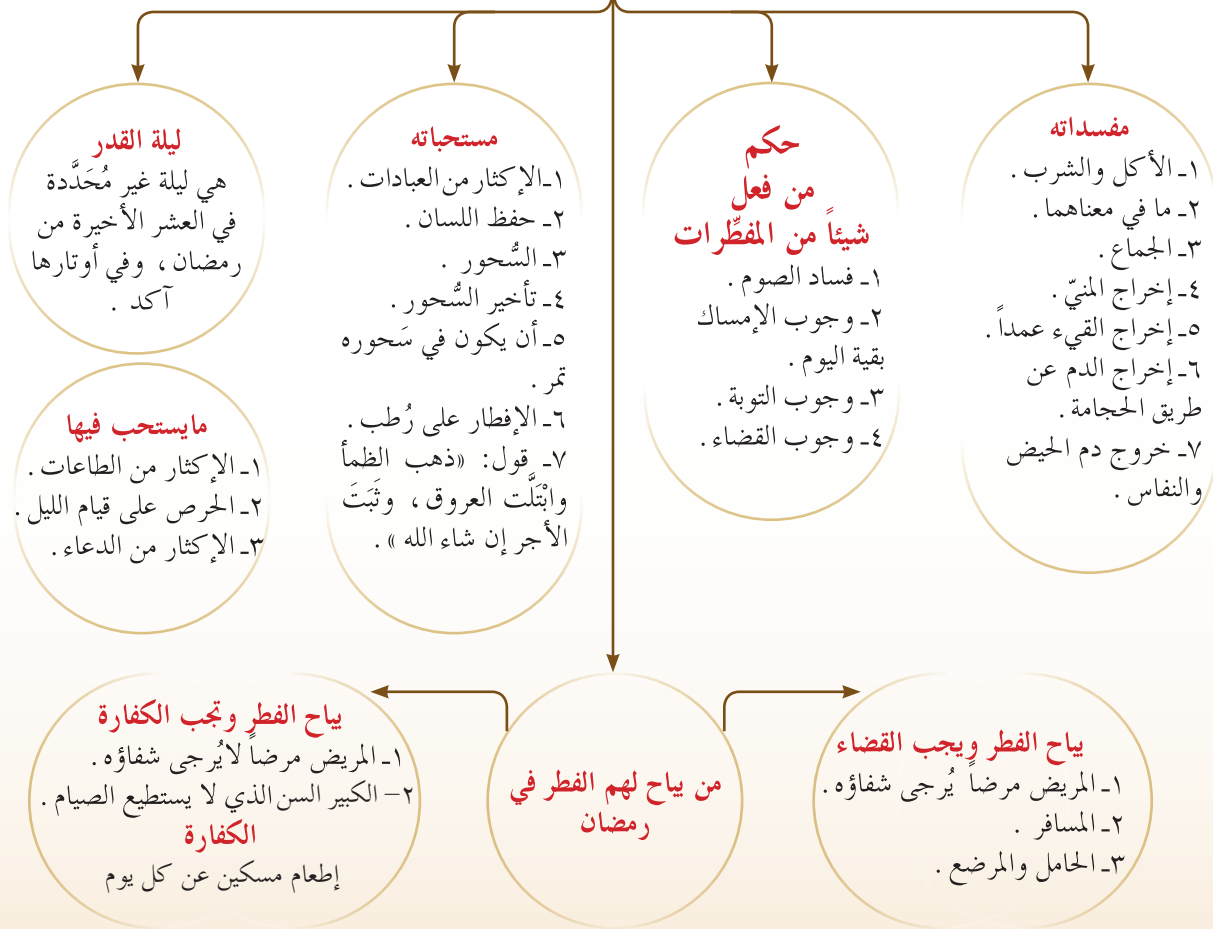 مفسداته
١ـ الأكل والشرب .
٢ـ ما في معناهما .
٣ـ الجماع .
٤ـ إخراج المنيّ .
٥ـ إخراج القيء عمداً .
٦ـ إخراج الدم عن
طريق الحجامة .
٧ـ خروج دم الحيض
والنفاس .
حكم
من فعل
شيئاً من المفطِّرات
١ـ فساد الصوم .
٢ـ وجوب الإمساك
بقية اليوم .
٣ـ وجوب التوبة .
٤ـ وجوب القضاء .
مستحباته
١ـ الإكثار من العبادات .
٢ـ حفظ اللسان .
٣ـ السُّحور .
٤ـ تأخير السُّحور .
٥ـ أن يكون في سَحوره
تمر .
٦ـ الإفطار على رُطب .
٧ـ قول: «ذهب الظمأ
وابْتَلَّت العروق، وثَبَتَ
الأجر إن شاء الله» .
ليلة القدر
هي ليلة غير مُحَدَّدة
في العشر الأخيرة من
رمضان، وفي أوتارها
آكد .
مايستحب فيها
١ـ الإكثار من الطاعات .
٢ـ الحرص على قيام الليل .
٣ـ الإكثار من الدعاء .
من يباح لهم الفطر في
رمضان
يباح الفطر ويجب القضاء
١ـ المريض مرضاً يُرجى شفاؤه .
٢ـ المسافر .
٣ـ الحامل والمرضع .
يباح الفطر وتجب الكفارة
١ـ المريض مرضاً لايُرجى شفاؤه .
٢– الكبير السن الذي لا يستطيع الصيام .
الكفارة
إطعام مسكين عن كل يوم